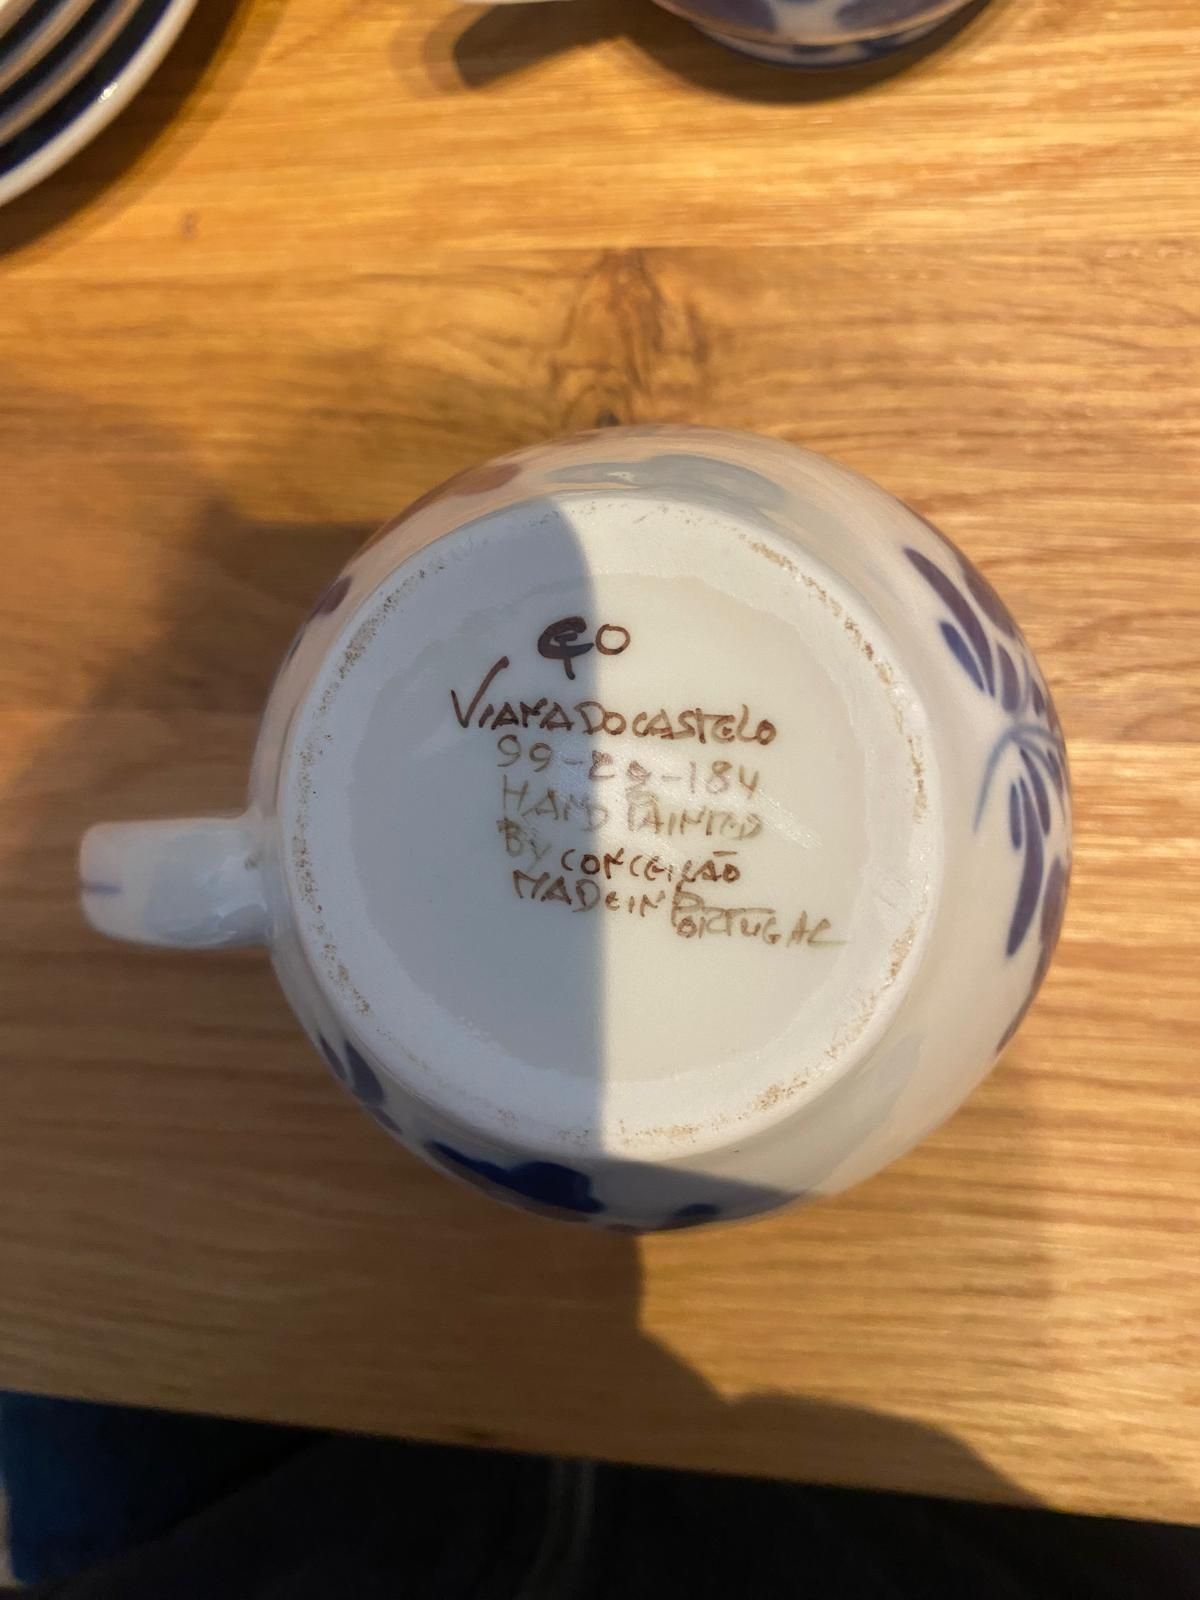 VIANA DO CASTELO
99-29-184
HAND PAINTED
BY CONCEIÇÃO
MADE IN PORTUGAL